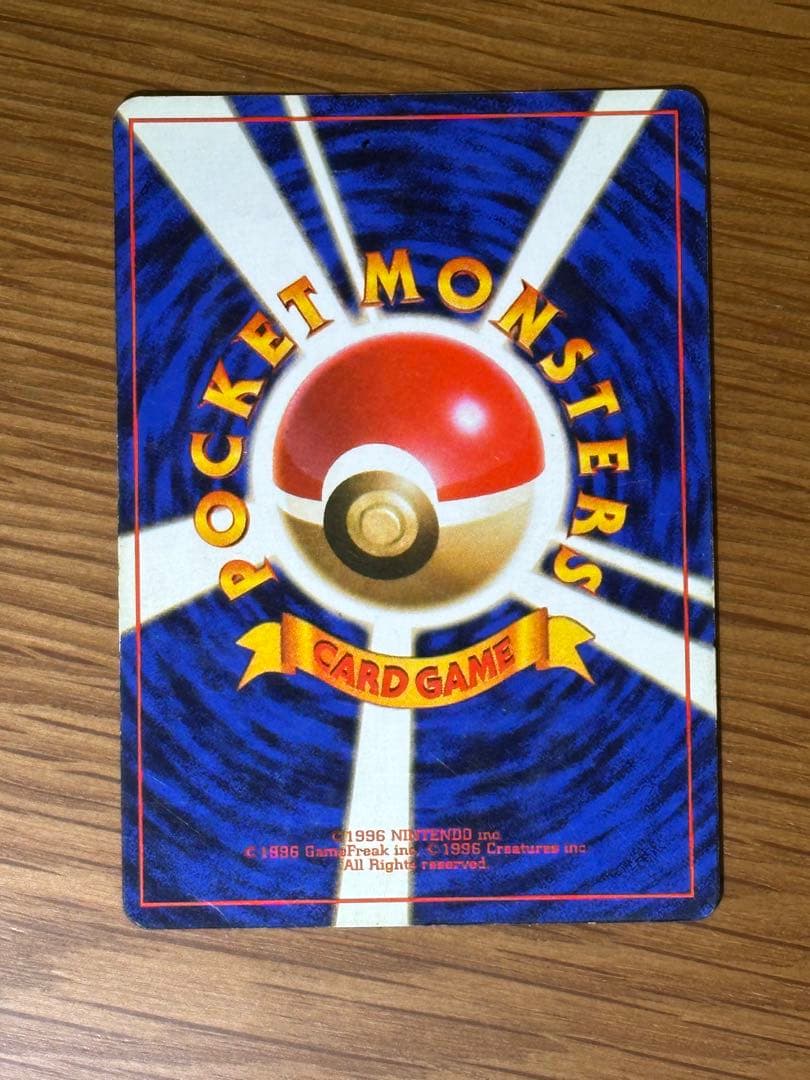 POCKET MONSTERS
CARD GAME
©1996 NINTENDO inc.
©1996 GameFreak inc. ©1996 Creatures inc.
All Rights reserved.